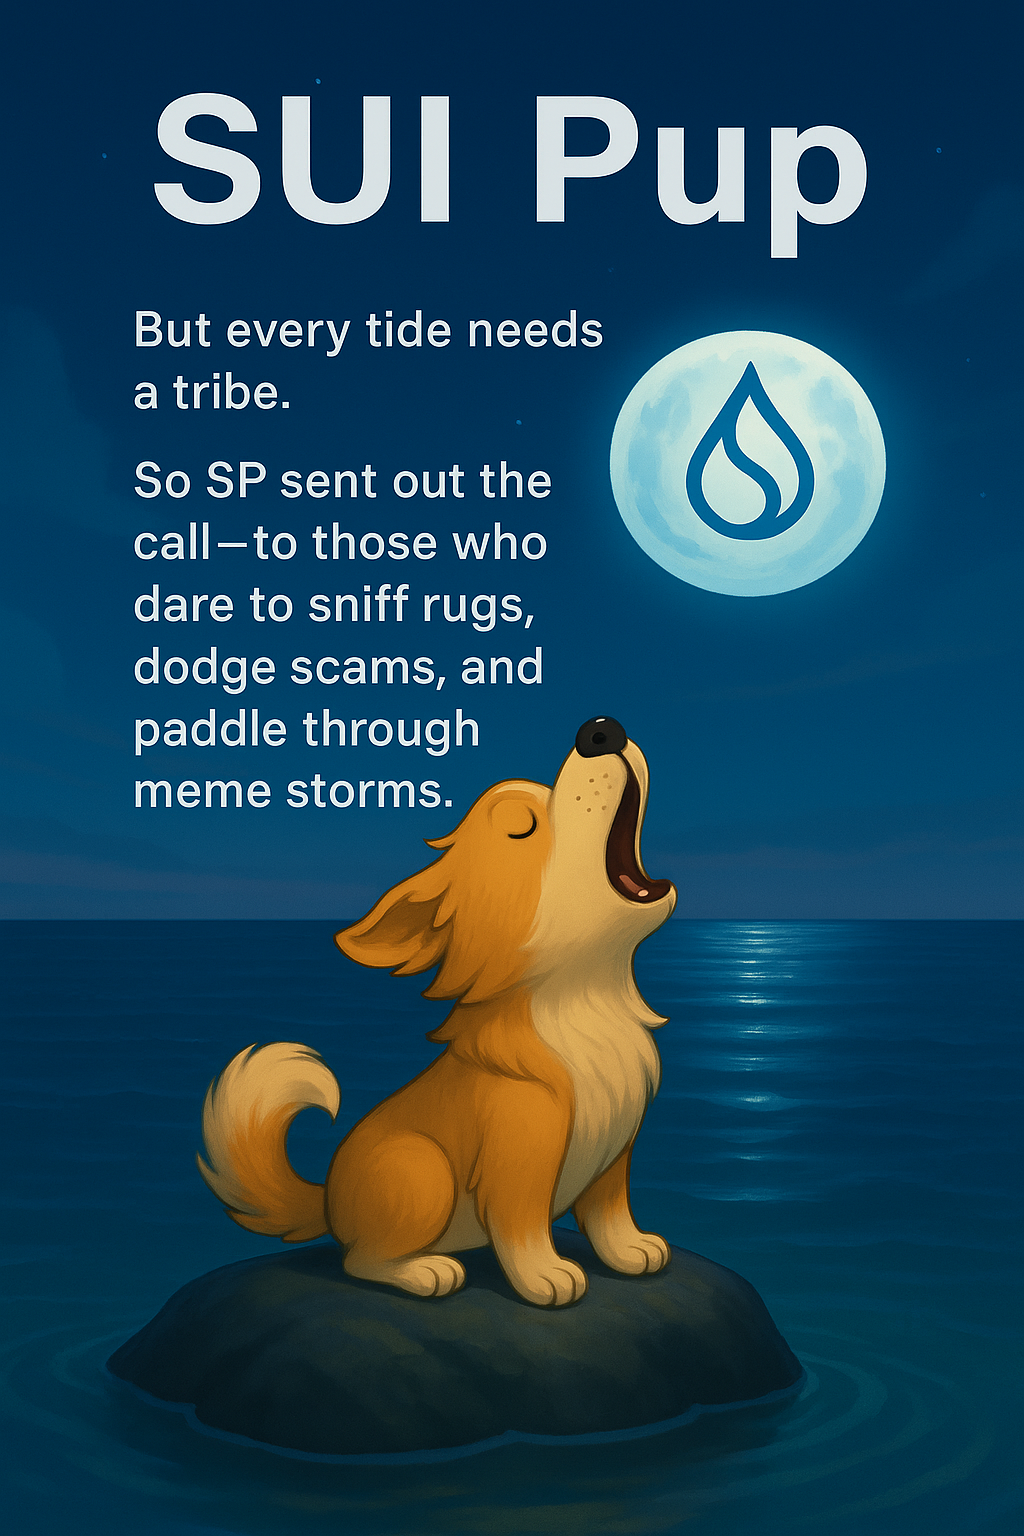 SUI Pup
But every tide needs
a tribe.
So SP sent out the
call—to those who
dare to sniff rugs,
dodge scams, and
paddle through
meme storms.